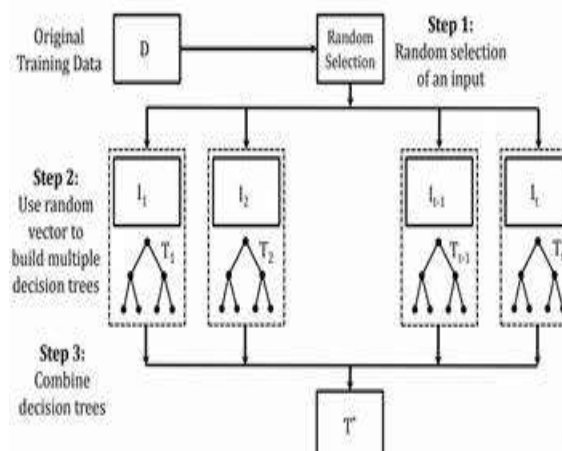 Original
Training Data
D
Random
Selection
Step 1:
Random selection
of an input
Step 2:
Use random
vector to
build multiple
decision trees
I₁
I₂
Iₜ₋₁
Iₜ
T₁
T₂
Tₜ₋₁
T
Step 3:
Combine
decision trees
T*